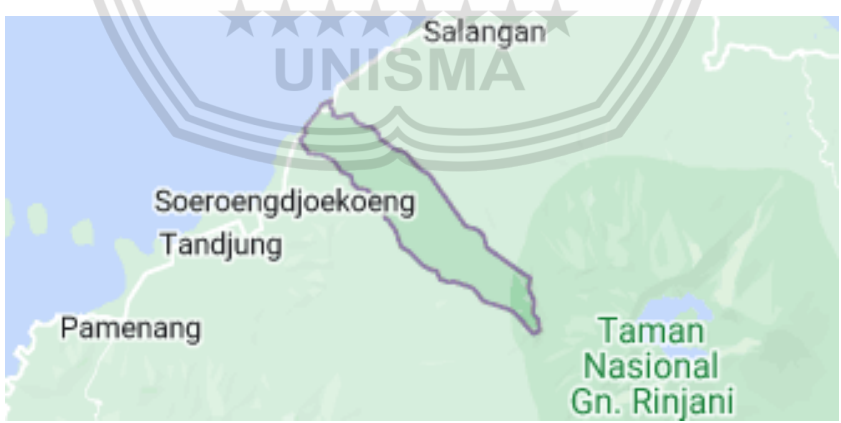 Salangan
UNISMA
Soeroengdjoekoeng
Tandjung
Pamenang
Taman
Nasional
Gn. Rinjani